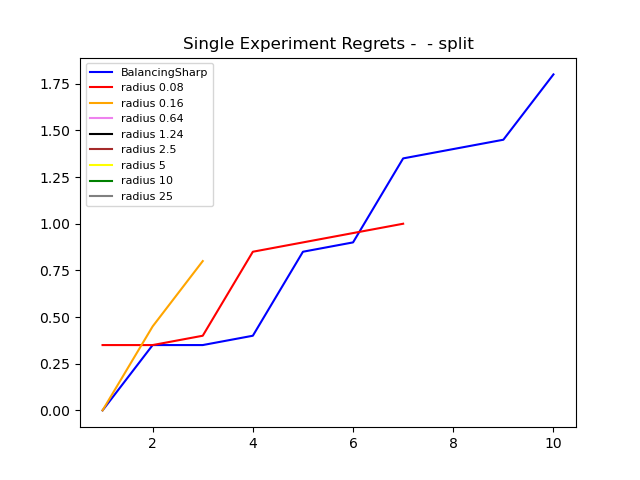 Single Experiment Regrets -  - split
BalancingSharp
radius 0.08
radius 0.16
radius 0.64
radius 1.24
radius 2.5
radius 5
radius 10
radius 25
1.75
1.50
1.25
1.00
0.75
0.50
0.25
0.00
2 4 6 8 10